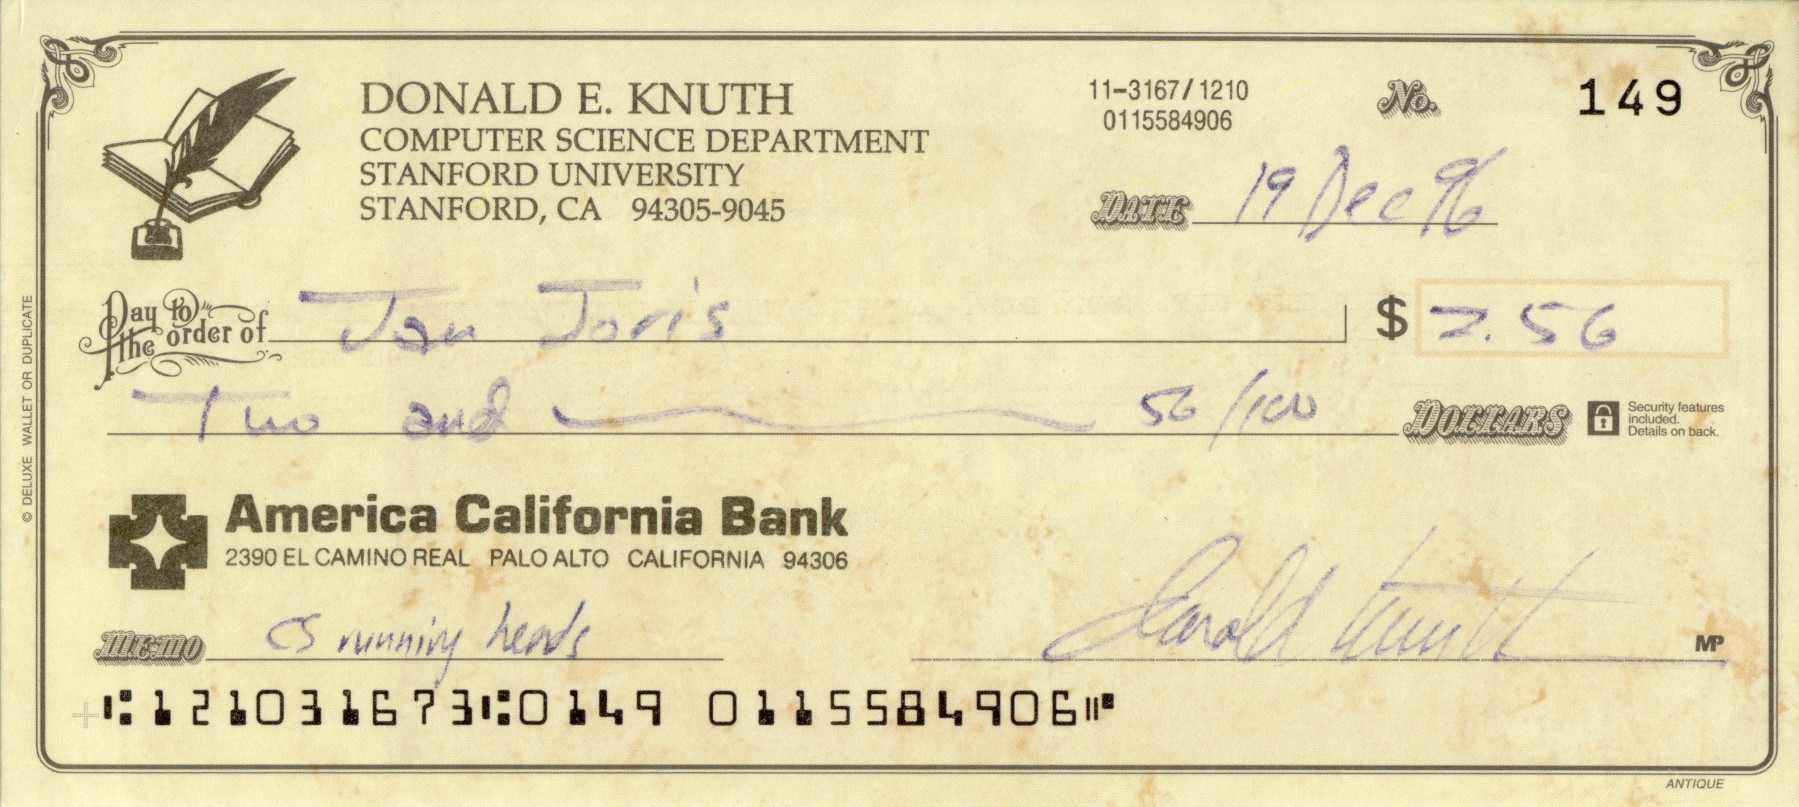 DONALD E. KNUTH
COMPUTER SCIENCE DEPARTMENT
STANFORD UNIVERSITY
STANFORD, CA 94305-9045
11-3167/1210
0115584906
No. 149
DATE 19 Dec 96
Pay to the order of Jan Joris $ 2.56
Two and 56/100 DOLLARS
Security features
included.
Details on back.
America California Bank
2390 EL CAMINO REAL PALO ALTO CALIFORNIA 94306
MEMO CS running heads
Donald Knuth MP
⑆121031673⑆0149 0115584906⑈
© DELUXE WALLET OR DUPLICATE
ANTIQUE